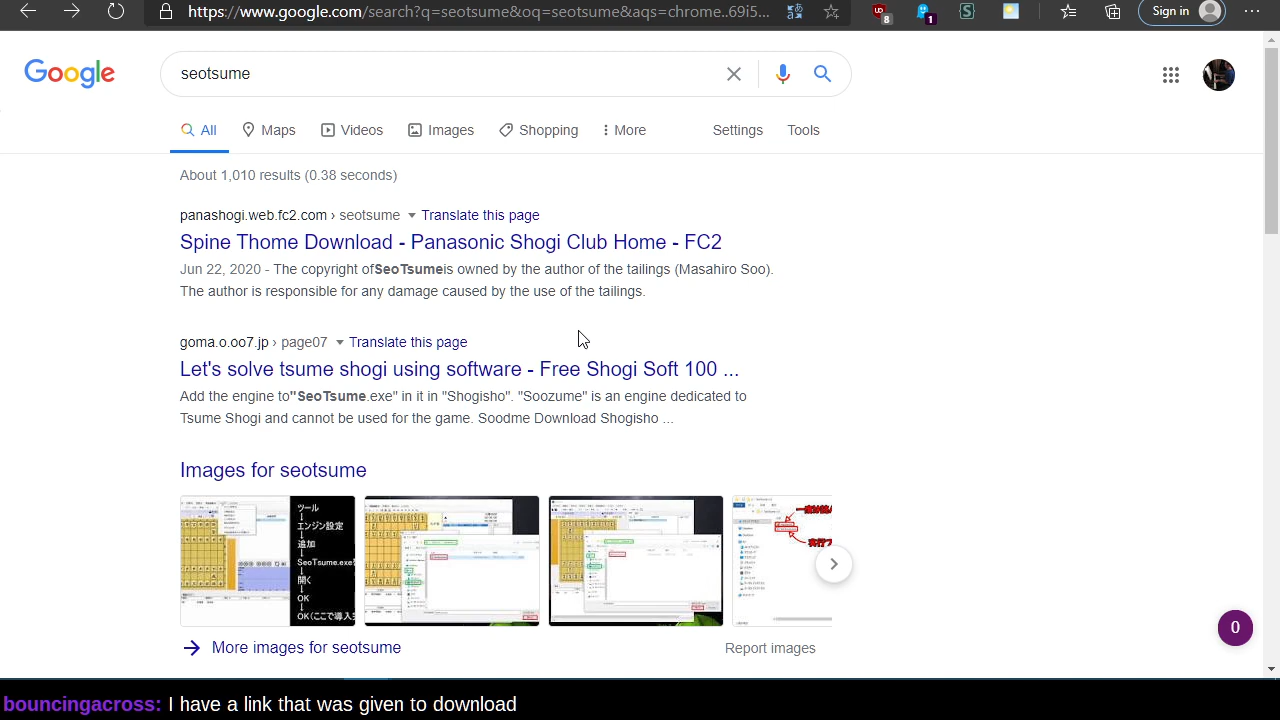 https://www.google.com/search?q=seotsume&oq=seotsume&aqs=chrome..69i5...
8
1
S
Sign in
Google
seotsume
All
Maps
Videos
Images
Shopping
More
Settings
Tools
About 1,010 results (0.38 seconds)
panashogi.web.fc2.com › seotsume
Translate this page
Spine Thome Download - Panasonic Shogi Club Home - FC2
Jun 22, 2020 - The copyright ofSeoTsumeis owned by the author of the tailings (Masahiro Soo).
The author is responsible for any damage caused by the use of the tailings.
goma.o.oo7.jp › page07
Translate this page
Let's solve tsume shogi using software - Free Shogi Soft 100 ...
Add the engine to"SeoTsume.exe" in it in "Shogisho". "Soozume" is an engine dedicated to
Tsume Shogi and cannot be used for the game. Soodme Download Shogisho ...
Images for seotsume
ツール
↓
エンジン設定
↓
追加
↓
SeoTsume.exe
↓
開く
↓
OK
↓
More images for seotsume
Report images
0
bouncingacross: I have a link that was given to download